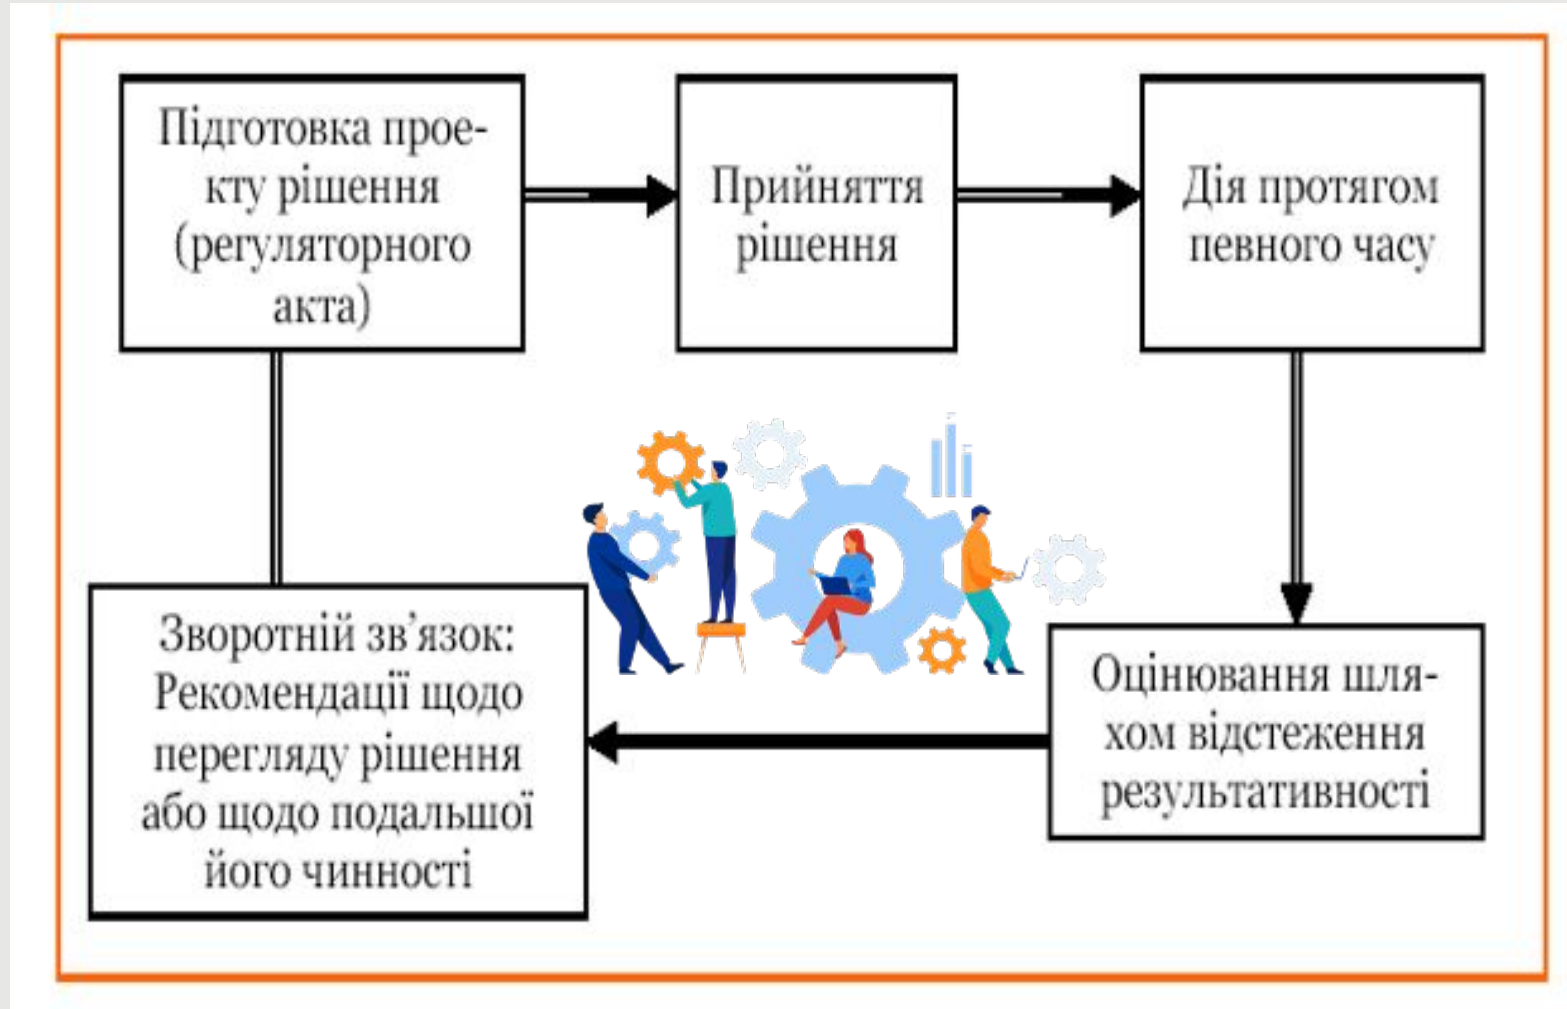 Підготовка прое-
кту рішення
(регуляторного
акта)
Прийняття
рішення
Дія протягом
певного часу
Оцінювання шля-
хом відстеження
результативності
Зворотній зв’язок:
Рекомендації щодо
перегляду рішення
або щодо подальшої
його чинності